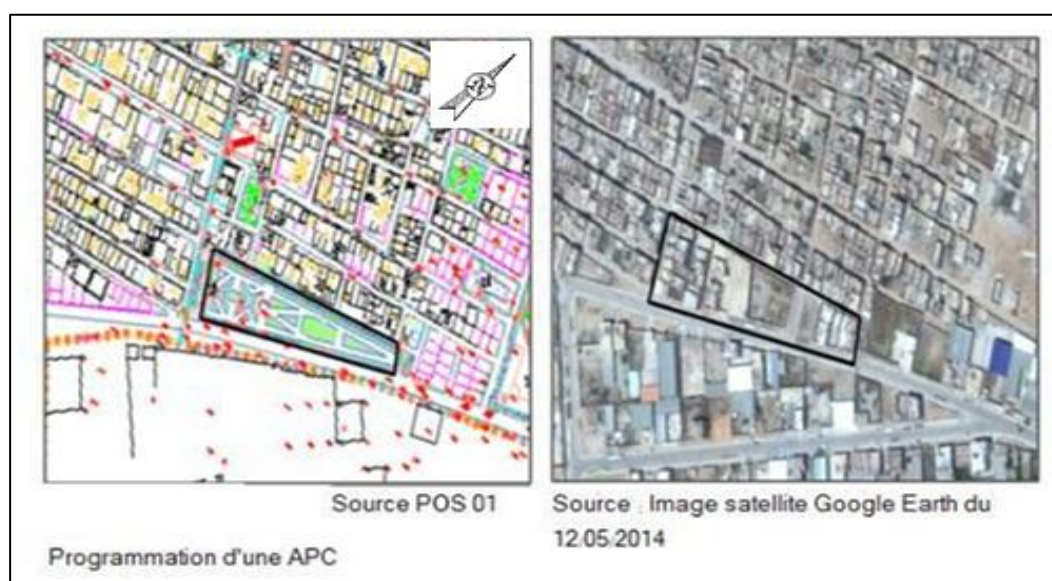 Source POS 01
Source : Image satellite Google Earth du
12/05/2014
Programmation d'une APC